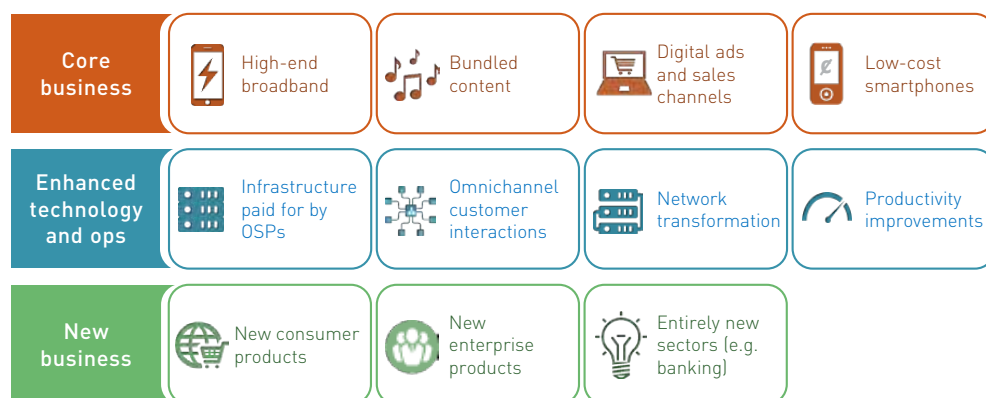 Core
business
High-end
broadband
Bundled
content
Digital ads
and sales
channels
Low-cost
smartphones
Enhanced
technology
and ops
Infrastructure
paid for by
OSPs
Omnichannel
customer
interactions
Network
transformation
Productivity
improvements
New
business
New consumer
products
New
enterprise
products
Entirely new
sectors (e.g.
banking)